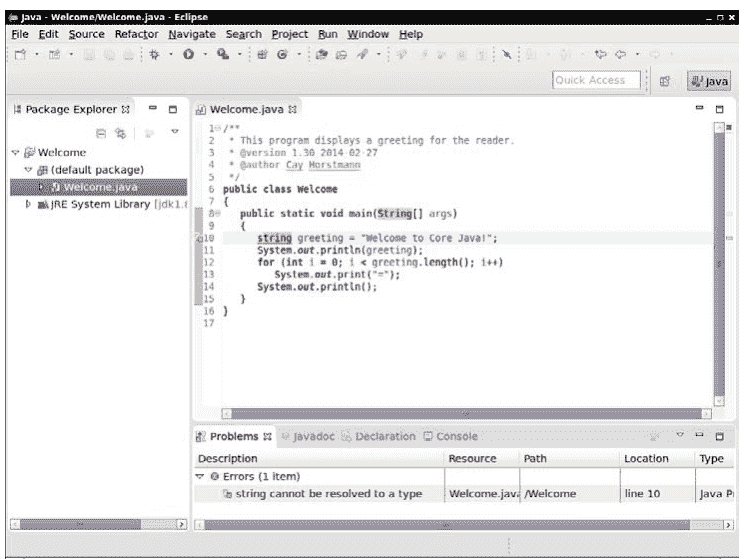 Java - Welcome/Welcome.java - Eclipse
File Edit Source Refactor Navigate Search Project Run Window Help
Quick Access
Java
Package Explorer
Welcome
(default package)
Welcome.java
JRE System Library [jdk1.
Welcome.java
1 /**
2 * This program displays a greeting for the reader.
3 * @version 1.30 2014-02-27
4 * @author Cay Horstmann
5 */
6 public class Welcome
7 {
8 public static void main(String[] args)
9 {
10 string greeting = "Welcome to Core Java!";
11 System.out.println(greeting);
12 for (int i = 0; i < greeting.length(); i++)
13 System.out.print("=");
14 System.out.println();
15 }
16 }
17
Problems Javadoc Declaration Console
Description Resource Path Location Type
Errors (1 item)
string cannot be resolved to a type Welcome.java /Welcome line 10 Java P